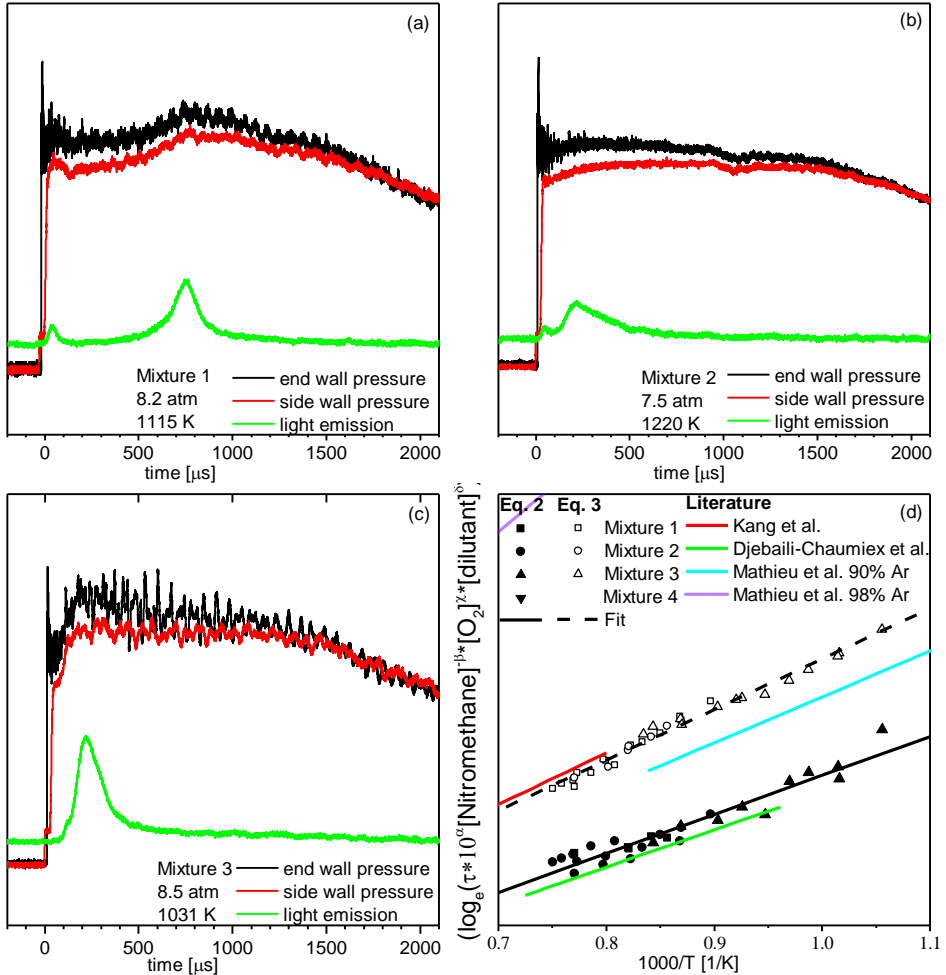 (a)
Mixture 1
8.2 atm
1115 K
end wall pressure
side wall pressure
light emission
0 500 1000 1500 2000
time [μs]
(b)
Mixture 2
7.5 atm
1220 K
end wall pressure
side wall pressure
light emission
0 500 1000 1500 2000
time [μs]
(c)
Mixture 3
8.5 atm
1031 K
end wall pressure
side wall pressure
light emission
0 500 1000 1500 2000
time [μs]
(d)
Eq. 2 Eq. 3 Literature
Mixture 1 Kang et al.
Mixture 2 Djebaili-Chaumiex et al.
Mixture 3 Mathieu et al. 90% Ar
Mixture 4 Mathieu et al. 98% Ar
Fit
(logₑ(τ*10^α[Nitromethane]^-β*[O₂]^χ*[dilutant]^δ
0.7 0.8 0.9 1.0 1.1
1000/T [1/K]